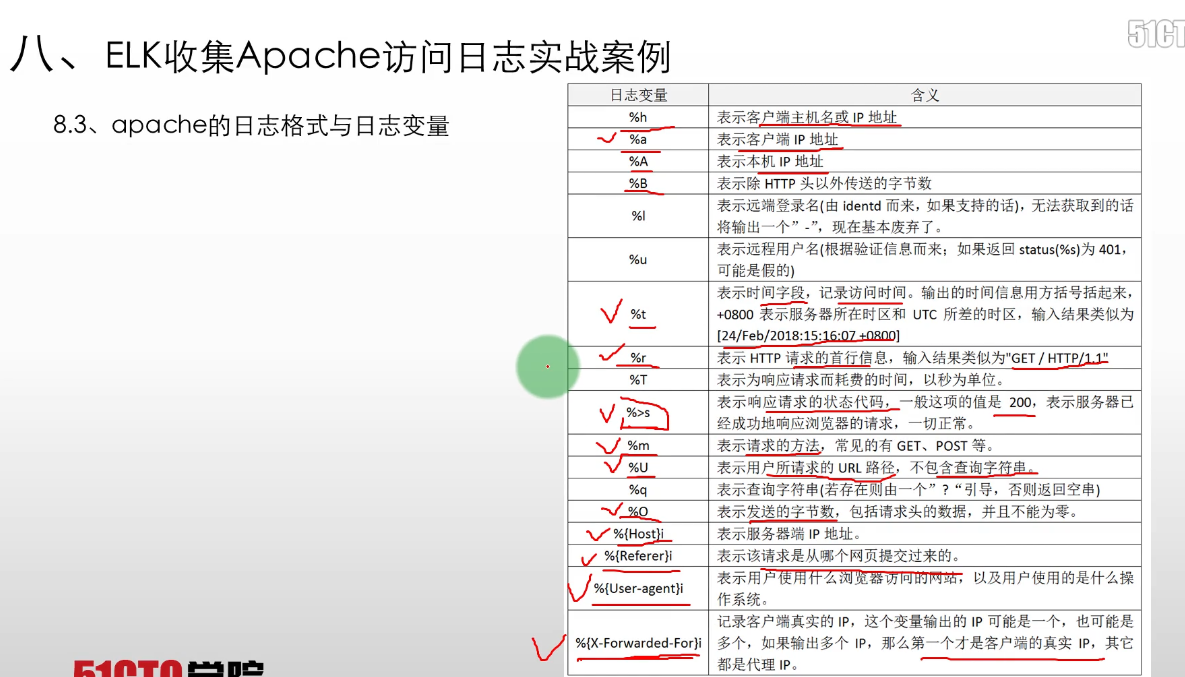 51CT
八、ELK收集Apache访问日志实战案例
8.3、apache的日志格式与日志变量
日志变量 含义
%h 表示客户端主机名或 IP 地址
%a 表示客户端 IP 地址
%A 表示本机 IP 地址
%B 表示除 HTTP 头以外传送的字节数
%l 表示远端登录名(由 identd 而来，如果支持的话)，无法获取到的话
将输出一个”-”，现在基本废弃了。
%u 表示远程用户名(根据验证信息而来；如果返回 status(%s)为 401，
可能是假的)
%t 表示时间字段，记录访问时间。输出的时间信息用方括号括起来，
+0800 表示服务器所在时区和 UTC 所差的时区，输入结果类似为
[24/Feb/2018:15:16:07 +0800]
%r 表示 HTTP 请求的首行信息，输入结果类似为"GET / HTTP/1.1"
%T 表示为响应请求而耗费的时间，以秒为单位。
%>s 表示响应请求的状态代码，一般这项的值是 200，表示服务器已
经成功地响应浏览器的请求，一切正常。
%m 表示请求的方法，常见的有 GET、POST 等。
%U 表示用户所请求的 URL 路径，不包含查询字符串。
%q 表示查询字符串(若存在则由一个”?“引导，否则返回空串)
%O 表示发送的字节数，包括请求头的数据，并且不能为零。
%{Host}i 表示服务器端 IP 地址。
%{Referer}i 表示该请求是从哪个网页提交过来的。
%{User-agent}i 表示用户使用什么浏览器访问的网站，以及用户使用的是什么操
作系统。
%{X-Forwarded-For}i 记录客户端真实的 IP，这个变量输出的 IP 可能是一个，也可能是
多个，如果输出多个 IP，那么第一个才是客户端的真实 IP，其它
都是代理 IP。
51CTO学院